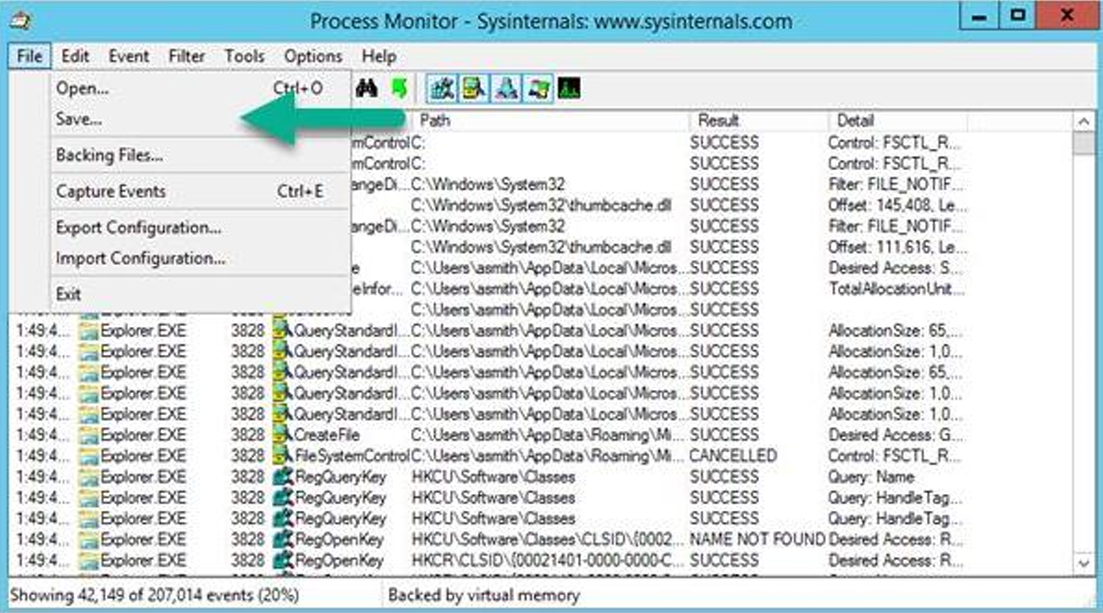 Process Monitor - Sysinternals: www.sysinternals.com
File Edit Event Filter Tools Options Help
Open... Ctrl+O
Save...
Backing Files...
Capture Events Ctrl+E
Export Configuration...
Import Configuration...
Exit
Path Result Detail
mControl C: SUCCESS Control: FSCTL_R...
mControl C: SUCCESS Control: FSCTL_R...
angeDi... C:\Windows\System32 SUCCESS Filter: FILE_NOTIF...
C:\Windows\System32\thumbcache.dll SUCCESS Offset: 145,408, Le...
angeDi... C:\Windows\System32 SUCCESS Filter: FILE_NOTIF...
C:\Windows\System32\thumbcache.dll SUCCESS Offset: 111,616, Le...
e C:\Users\asmith\AppData\Local\Micros... SUCCESS Desired Access: S...
eInfor... C:\Users\asmith\AppData\Local\Micros... SUCCESS TotalAllocationUnit...
C:\Users\asmith\AppData\Local\Micros... SUCCESS
1:49:4... Explorer.EXE 3828 QueryStandardI... C:\Users\asmith\AppData\Local\Micros... SUCCESS AllocationSize: 65,...
1:49:4... Explorer.EXE 3828 QueryStandardI... C:\Users\asmith\AppData\Local\Micros... SUCCESS AllocationSize: 1,0...
1:49:4... Explorer.EXE 3828 QueryStandardI... C:\Users\asmith\AppData\Local\Micros... SUCCESS AllocationSize: 65,...
1:49:4... Explorer.EXE 3828 QueryStandardI... C:\Users\asmith\AppData\Local\Micros... SUCCESS AllocationSize: 1,0...
1:49:4... Explorer.EXE 3828 QueryStandardI... C:\Users\asmith\AppData\Local\Micros... SUCCESS AllocationSize: 1,0...
1:49:4... Explorer.EXE 3828 CreateFile C:\Users\asmith\AppData\Roaming\Mi... SUCCESS Desired Access: G...
1:49:4... Explorer.EXE 3828 FileSystemControl C:\Users\asmith\AppData\Roaming\Mi... CANCELLED Control: FSCTL_R...
1:49:4... Explorer.EXE 3828 RegQueryKey HKCU\Software\Classes SUCCESS Query: Name
1:49:4... Explorer.EXE 3828 RegQueryKey HKCU\Software\Classes SUCCESS Query: HandleTag...
1:49:4... Explorer.EXE 3828 RegQueryKey HKCU\Software\Classes SUCCESS Query: HandleTag...
1:49:4... Explorer.EXE 3828 RegOpenKey HKCU\Software\Classes\CLSID\{0002... NAME NOT FOUND Desired Access: R...
1:49:4... Explorer.EXE 3828 RegOpenKey HKCR\CLSID\{00021401-0000-0000-C... SUCCESS Desired Access: R...
Showing 42,149 of 207,014 events (20%) Backed by virtual memory